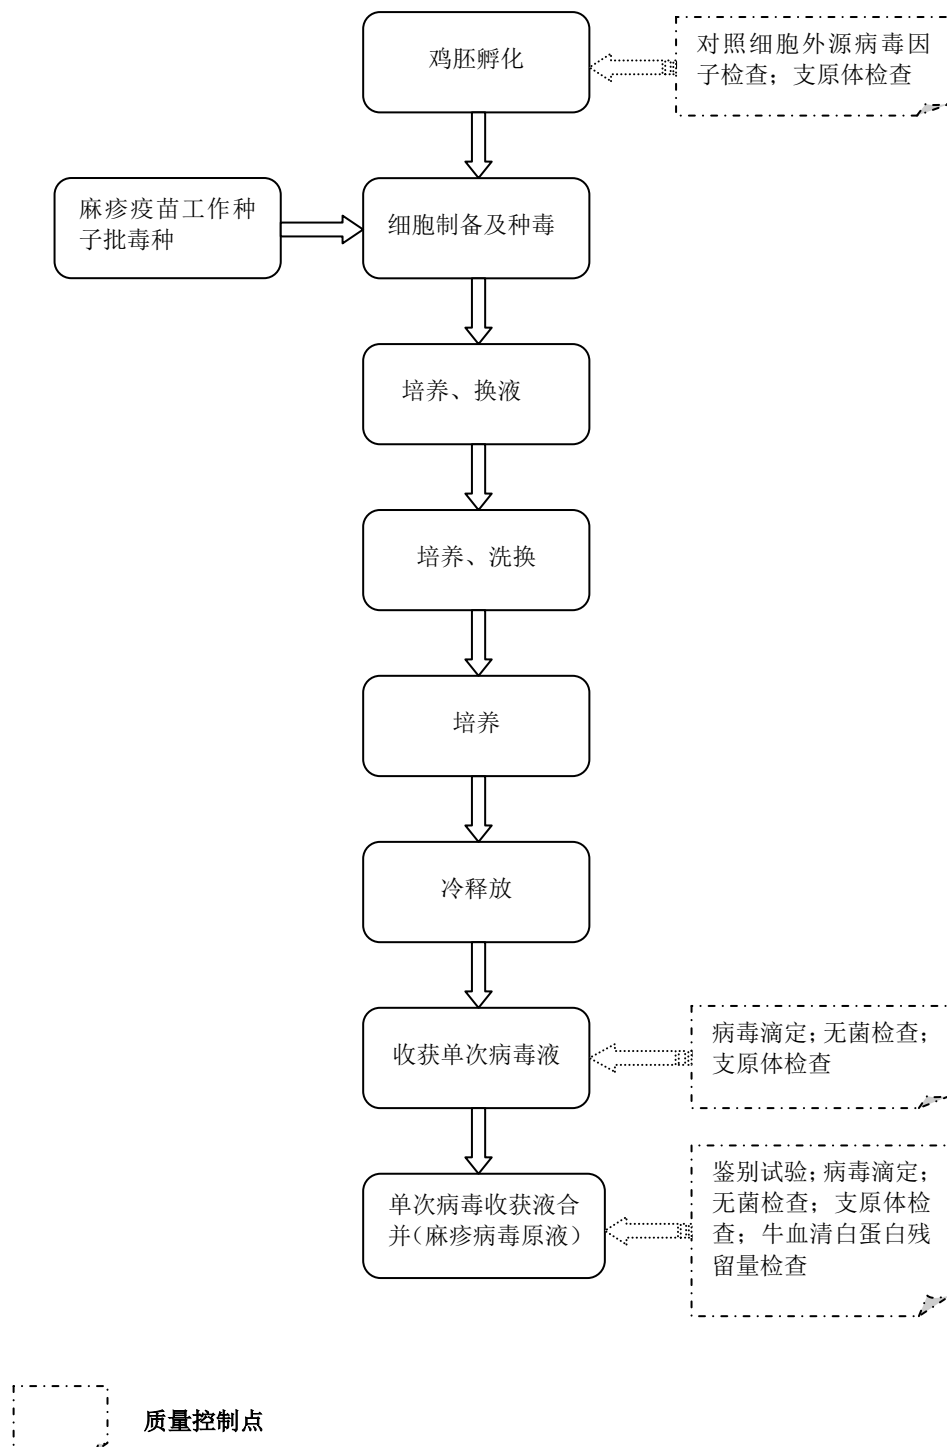 鸡胚孵化
对照细胞外源病毒因
子检查；支原体检查
麻疹疫苗工作种
子批毒种
细胞制备及种毒
培养、换液
培养、洗换
培养
冷释放
收获单次病毒液
病毒滴定；无菌检查；
支原体检查
单次病毒收获液合
并（麻疹病毒原液）
鉴别试验；病毒滴定；
无菌检查；支原体检
查；牛血清白蛋白残
留量检查
质量控制点